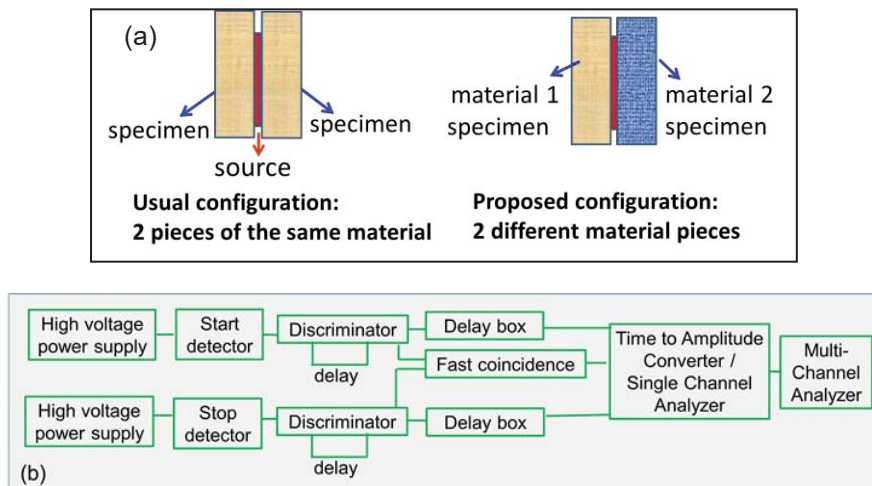 (a)
specimen
specimen
source
Usual configuration:
2 pieces of the same material
material 1
specimen
material 2
specimen
Proposed configuration:
2 different material pieces
High voltage
power supply
Start
detector
Discriminator
delay
Delay box
Fast coincidence
Time to Amplitude
Converter /
Single Channel
Analyzer
Multi-
Channel
Analyzer
High voltage
power supply
Stop
detector
Discriminator
delay
Delay box
(b)